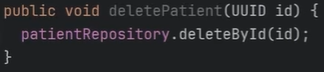 public void deletePatient(UUID id) {
  patientRepository.deleteById(id);
}